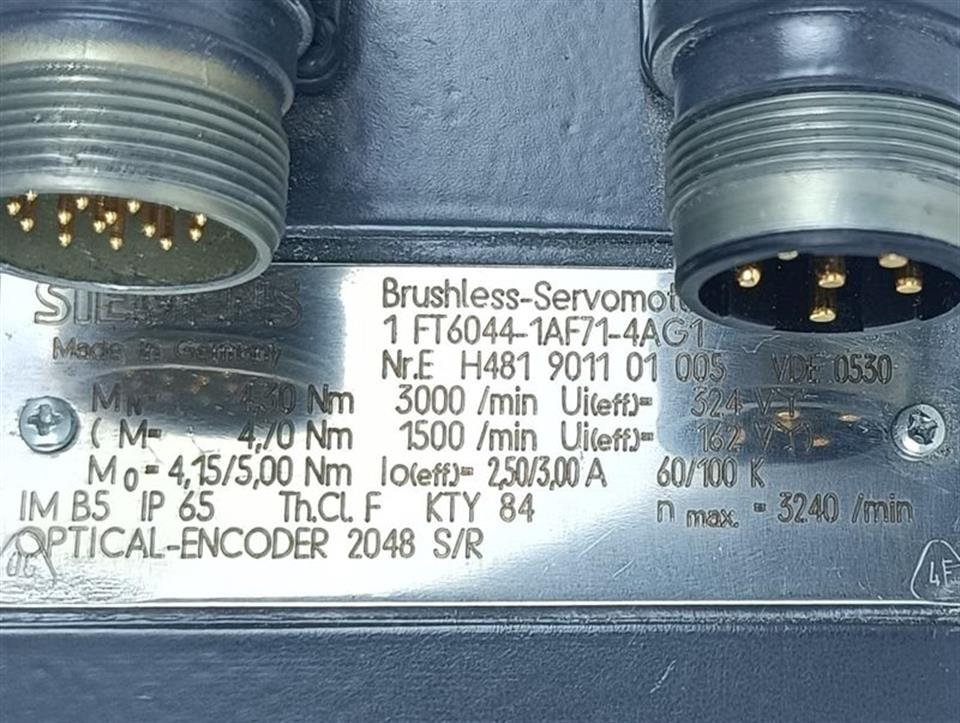 SIEMENS
Made in Germany
Brushless-Servomot
1 FT6044-1AF71-4AG1
Nr.E H481 9011 01 005 VDE 0530
M N= 4,30 Nm 3000 /min Ui(eff)= 324 V Y
( M= 4,70 Nm 1500 /min Ui(eff)= 162 V Y)
M0 = 4,15/5,00 Nm Io(eff)= 2,50/3,00 A 60/100 K
IM B5 IP 65 Th.Cl. F KTY 84 n max. = 3240 /min
OPTICAL-ENCODER 2048 S/R
4F